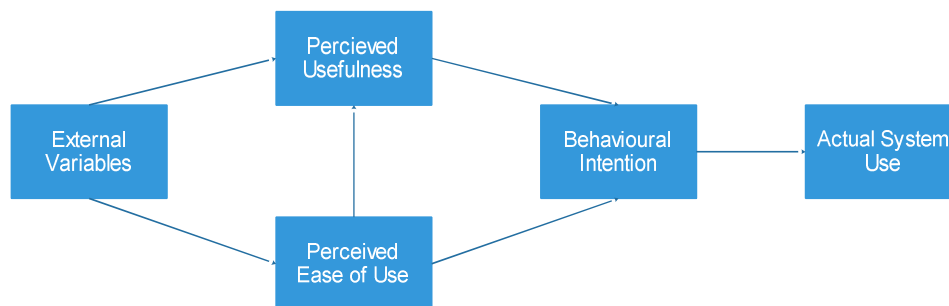 Percieved
Usefulness
External
Variables
Behavioural
Intention
Actual System
Use
Perceived
Ease of Use